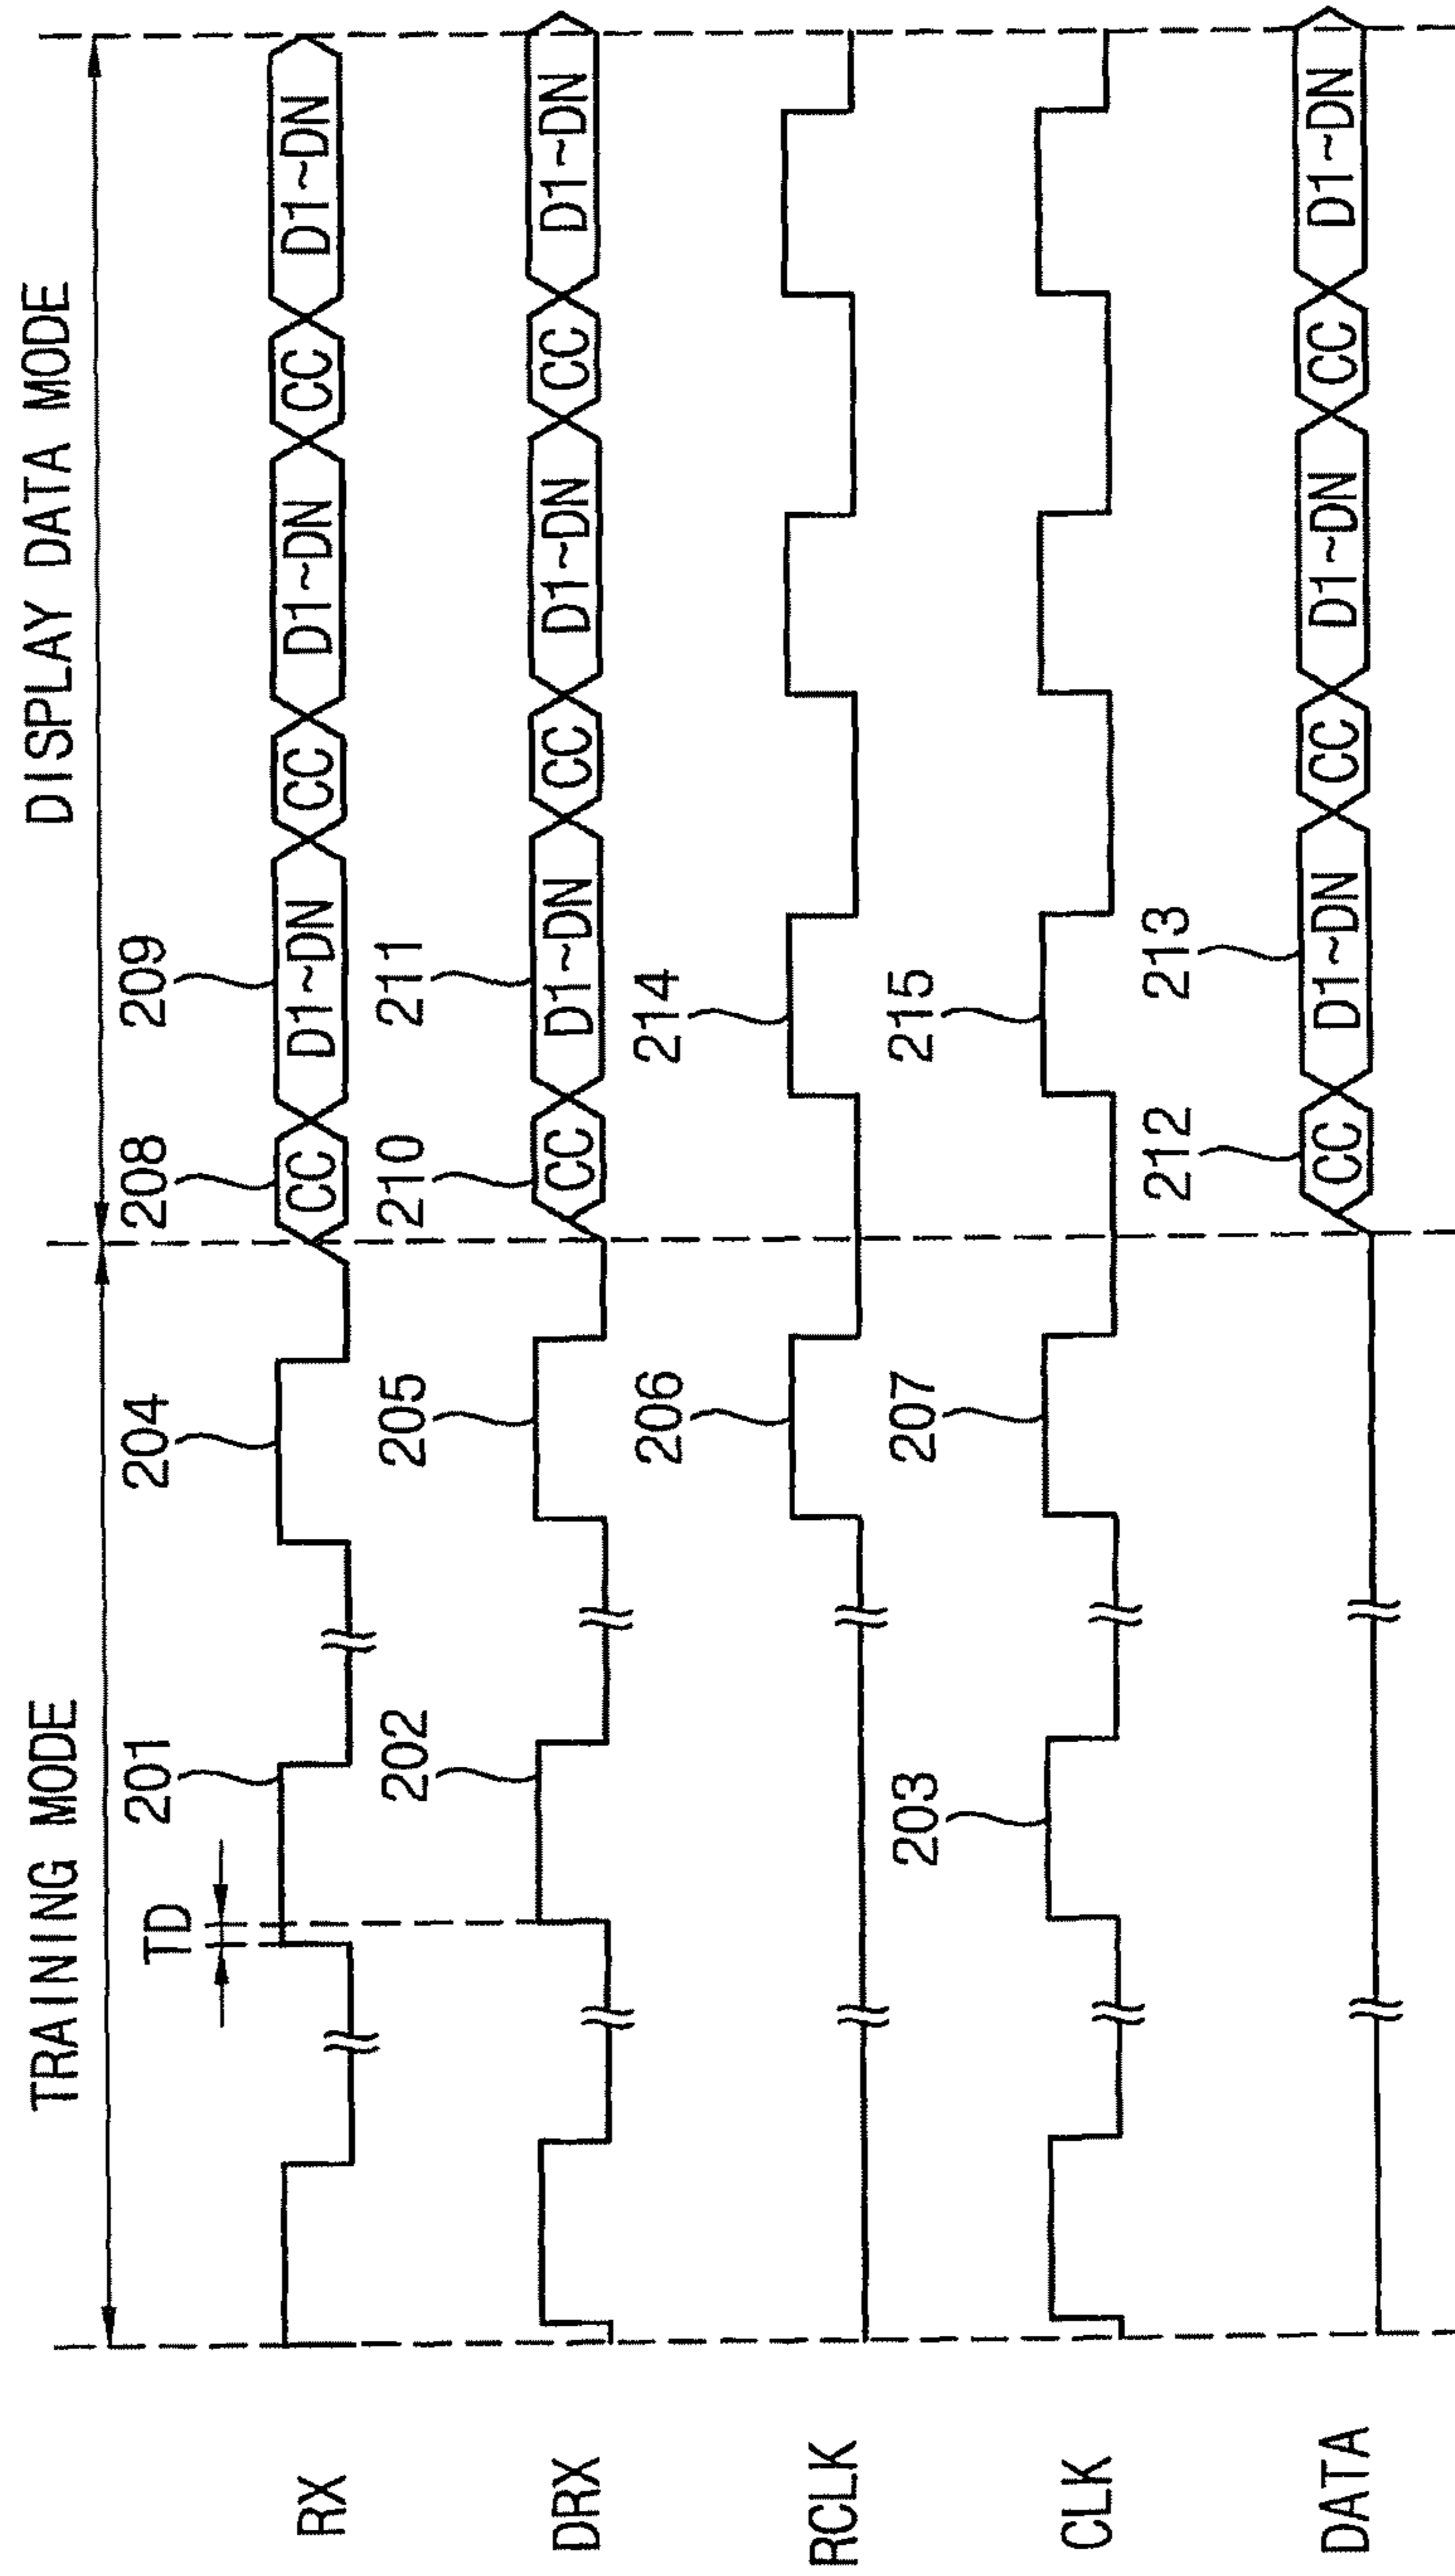 TRAINING MODE
DISPLAY DATA MODE
TD
201
204
208
209
RX
CC
D1~DN
CC
D1~DN
CC
D1~DN
202
205
210
211
DRX
CC
D1~DN
CC
D1~DN
CC
D1~DN
206
214
RCLK
203
207
215
CLK
212
213
DATA
CC
D1~DN
CC
D1~DN
CC
D1~DN